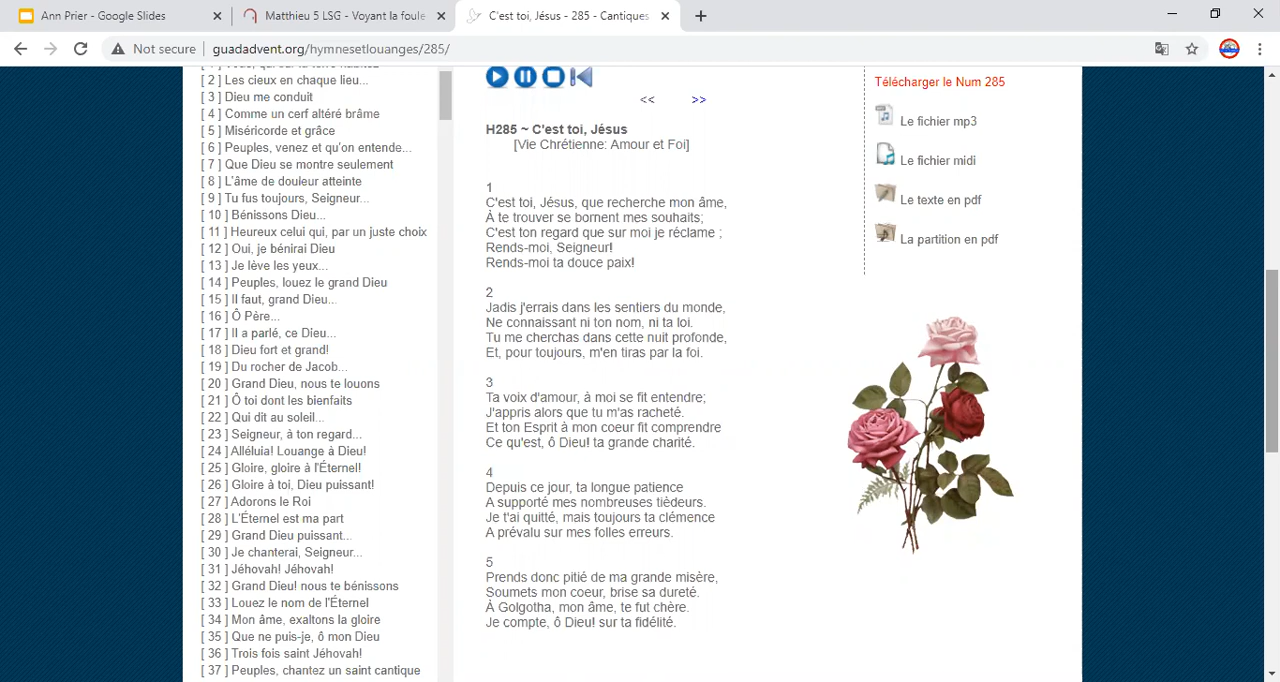 Ann Prier - Google Slides
Matthieu 5 LSG - Voyant la foule
C'est toi, Jésus - 285 - Cantiques
Not secure
guadadvent.org/hymnesetlouanges/285/
[ 2 ] Les cieux en chaque lieu...
[ 3 ] Dieu me conduit
[ 4 ] Comme un cerf altéré brâme
[ 5 ] Miséricorde et grâce
[ 6 ] Peuples, venez et qu'on entende...
[ 7 ] Que Dieu se montre seulement
[ 8 ] L'âme de douleur atteinte
[ 9 ] Tu fus toujours, Seigneur...
[ 10 ] Bénissons Dieu...
[ 11 ] Heureux celui qui, par un juste choix
[ 12 ] Oui, je bénirai Dieu
[ 13 ] Je lève les yeux...
[ 14 ] Peuples, louez le grand Dieu
[ 15 ] Il faut, grand Dieu...
[ 16 ] Ô Père...
[ 17 ] Il a parlé, ce Dieu...
[ 18 ] Dieu fort et grand!
[ 19 ] Du rocher de Jacob...
[ 20 ] Grand Dieu, nous te louons
[ 21 ] Ô toi dont les bienfaits
[ 22 ] Qui dit au soleil...
[ 23 ] Seigneur, à ton regard...
[ 24 ] Alléluia! Louange à Dieu!
[ 25 ] Gloire, gloire à l'Éternel!
[ 26 ] Gloire à toi, Dieu puissant!
[ 27 ] Adorons le Roi
[ 28 ] L'Éternel est ma part
[ 29 ] Grand Dieu puissant...
[ 30 ] Je chanterai, Seigneur...
[ 31 ] Jéhovah! Jéhovah!
[ 32 ] Grand Dieu! nous te bénissons
[ 33 ] Louez le nom de l'Éternel
[ 34 ] Mon âme, exaltons la gloire
[ 35 ] Que ne puis-je, ô mon Dieu
[ 36 ] Trois fois saint Jéhovah!
[ 37 ] Peuples, chantez un saint cantique
<< >>
H285 ~ C'est toi, Jésus
[Vie Chrétienne: Amour et Foi]
1
C'est toi, Jésus, que recherche mon âme,
À te trouver se bornent mes souhaits;
C'est ton regard que sur moi je réclame ;
Rends-moi, Seigneur!
Rends-moi ta douce paix!
2
Jadis j'errais dans les sentiers du monde,
Ne connaissant ni ton nom, ni ta loi.
Tu me cherchas dans cette nuit profonde,
Et, pour toujours, m'en tiras par la foi.
3
Ta voix d'amour, à moi se fit entendre;
J'appris alors que tu m'as racheté.
Et ton Esprit à mon coeur fit comprendre
Ce qu'est, ô Dieu! ta grande charité.
4
Depuis ce jour, ta longue patience
A supporté mes nombreuses tièdeurs.
Je t'ai quitté, mais toujours ta clémence
A prévalu sur mes folles erreurs.
5
Prends donc pitié de ma grande misère,
Soumets mon coeur, brise sa dureté.
À Golgotha, mon âme, te fut chère.
Je compte, ô Dieu! sur ta fidélité.
Télécharger le Num 285
Le fichier mp3
Le fichier midi
Le texte en pdf
La partition en pdf